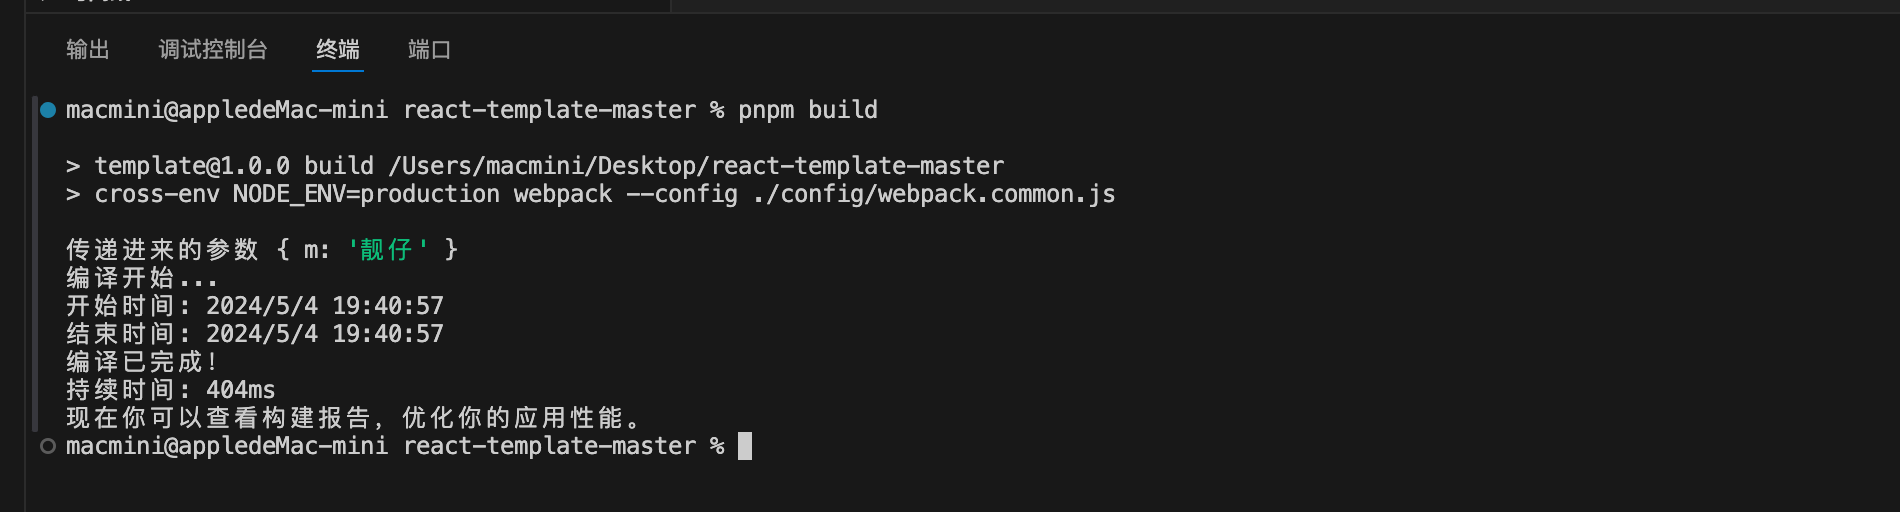 输出 调试控制台 终端 端口
macmini@appledeMac-mini react-template-master % pnpm build
> template@1.0.0 build /Users/macmini/Desktop/react-template-master
> cross-env NODE_ENV=production webpack --config ./config/webpack.common.js
传递进来的参数 { m: '靓仔' }
编译开始...
开始时间: 2024/5/4 19:40:57
结束时间: 2024/5/4 19:40:57
编译已完成!
持续时间: 404ms
现在你可以查看构建报告，优化你的应用性能。
macmini@appledeMac-mini react-template-master %